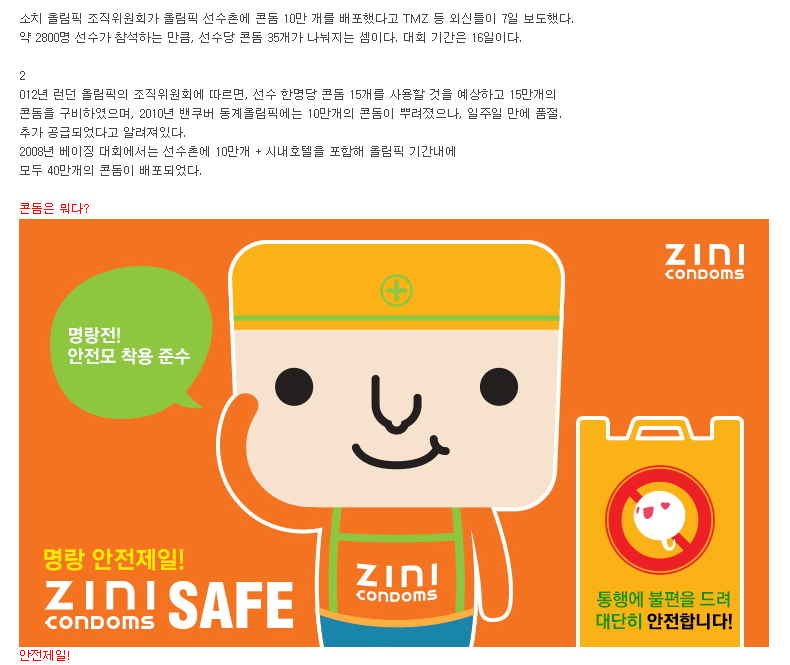 소치 올림픽 조직위원회가 올림픽 선수촌에 콘돔 10만 개를 배포했다고 TMZ 등 외신들이 7일 보도했다.
약 2800명 선수가 참석하는 만큼, 선수당 콘돔 35개가 나눠지는 셈이다. 대회 기간은 16일이다.
2
012년 런던 올림픽의 조직위원회에 따르면, 선수 한명당 콘돔 15개를 사용할 것을 예상하고 15만개의
콘돔을 구비하였으며, 2010년 밴쿠버 동계올림픽에는 10만개의 콘돔이 뿌려졌으나, 일주일 만에 품절.
추가 공급되었다고 알려져있다.
2008년 베이징 대회에서는 선수촌에 10만개 + 시내호텔을 포함해 올림픽 기간내에
모두 40만개의 콘돔이 배포되었다.
콘돔은 뭐다?
ZINI
CONDOMS
명랑전!
안전모 착용 준수
명랑 안전제일!
ZINI
CONDOMS
SAFE
ZINI
CONDOMS
통행에 불편을 드려
대단히 안전합니다!
안전제일!